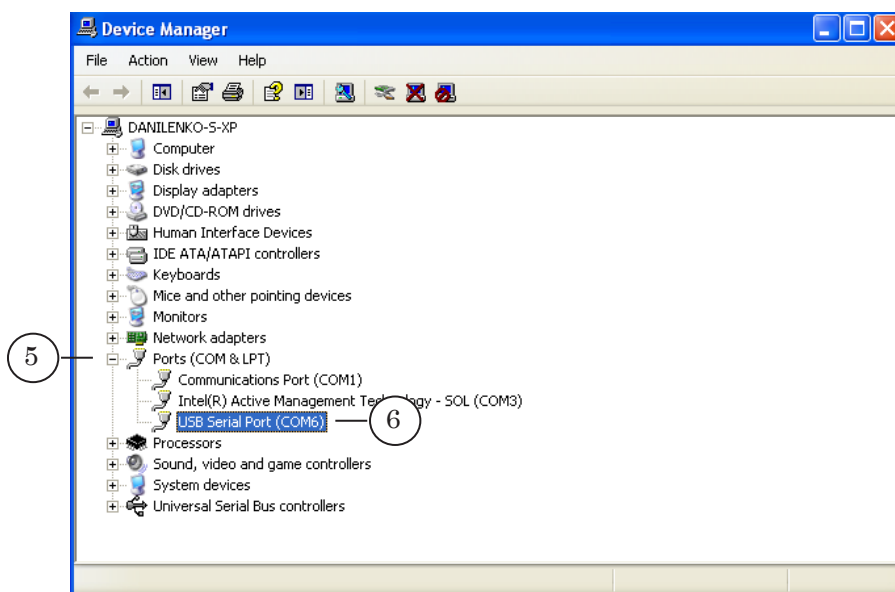 Device Manager
File Action View Help
DANILENKO-S-XP
Computer
Disk drives
Display adapters
DVD/CD-ROM drives
Human Interface Devices
IDE ATA/ATAPI controllers
Keyboards
Mice and other pointing devices
Monitors
Network adapters
5
Ports (COM & LPT)
Communications Port (COM1)
Intel(R) Active Management Technology - SOL (COM3)
USB Serial Port (COM6) 6
Processors
Sound, video and game controllers
System devices
Universal Serial Bus controllers